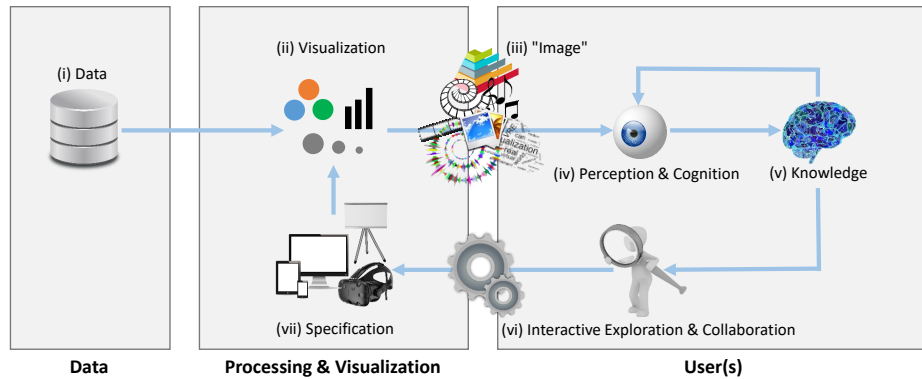 (i) Data
(ii) Visualization
(iii) "Image"
(iv) Perception & Cognition
(v) Knowledge
(vi) Interactive Exploration & Collaboration
(vii) Specification
Data
Processing & Visualization
User(s)